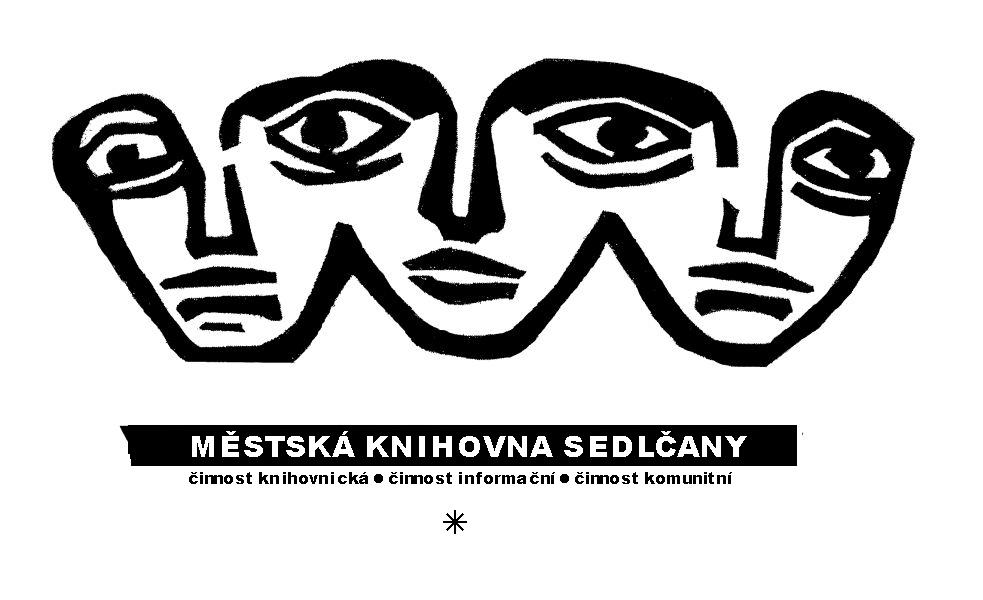 MĚSTSKÁ KNIHOVNA SEDLČANY
činnost knihovnická ● činnost informační ● činnost komunitní